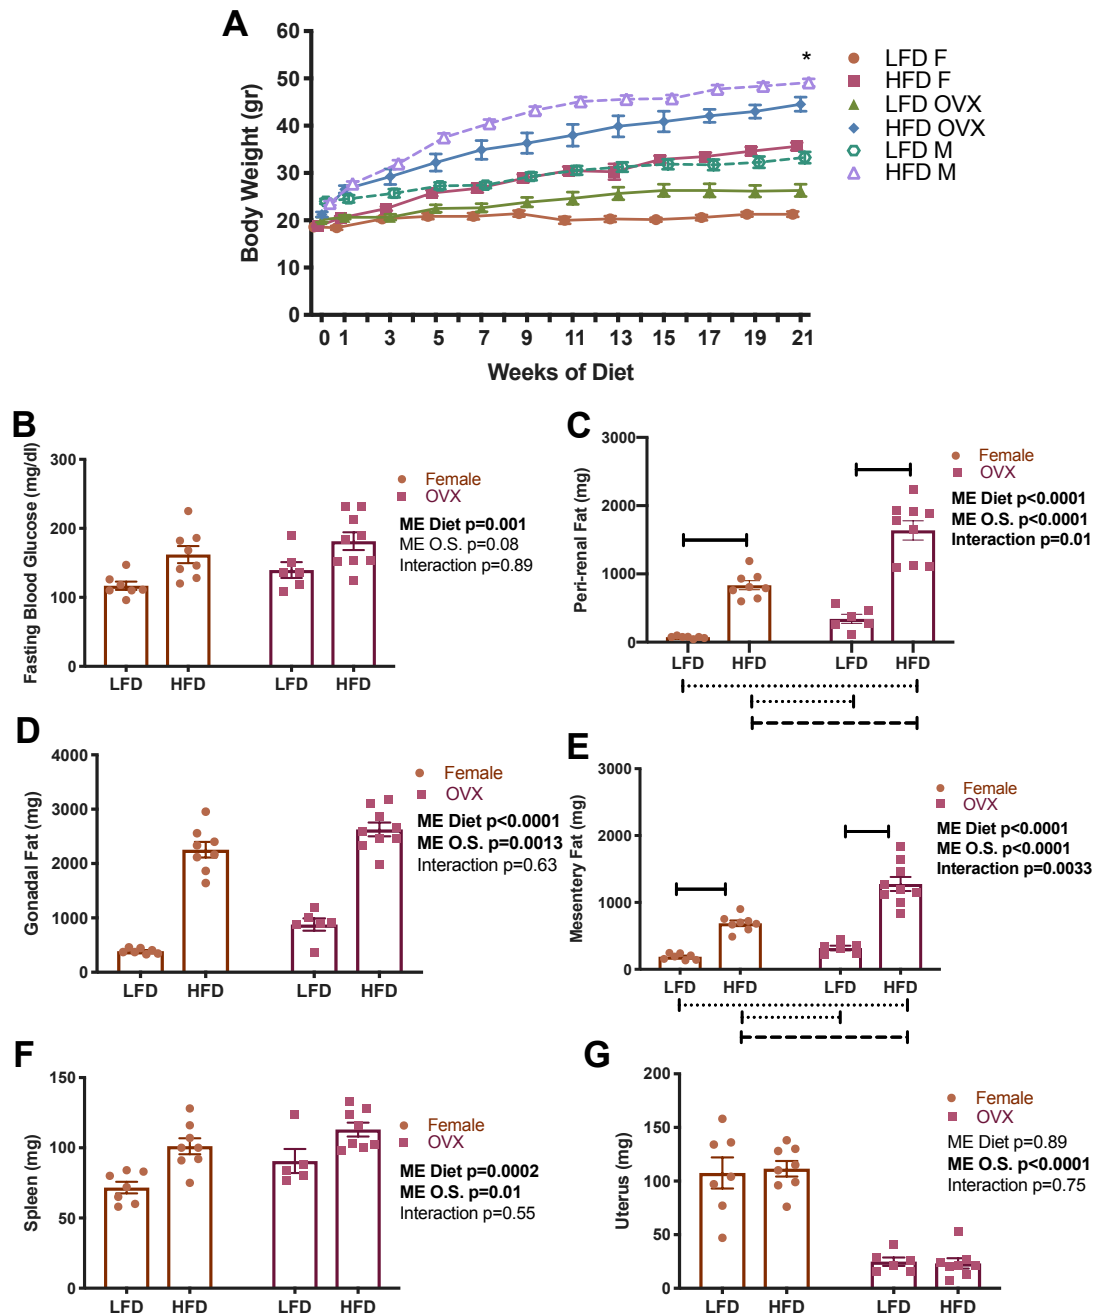 A
Body Weight (gr)
60
50
40
30
20
10
0
*
0 1 3 5 7 9 11 13 15 17 19 21
Weeks of Diet
LFD F
HFD F
LFD OVX
HFD OVX
LFD M
HFD M
B
Fasting Blood Glucose (mg/dl)
300
200
100
0
LFD HFD LFD HFD
Female
OVX
ME Diet p=0.001
ME O.S. p=0.08
Interaction p=0.89
C
Peri-renal Fat (mg)
3000
2000
1000
0
LFD HFD LFD HFD
Female
OVX
ME Diet p<0.0001
ME O.S. p<0.0001
Interaction p=0.01
D
Gonadal Fat (mg)
4000
3000
2000
1000
0
LFD HFD LFD HFD
Female
OVX
ME Diet p<0.0001
ME O.S. p=0.0013
Interaction p=0.63
E
Mesentery Fat (mg)
3000
2000
1000
0
LFD HFD LFD HFD
Female
OVX
ME Diet p<0.0001
ME O.S. p<0.0001
Interaction p=0.0033
F
Spleen (mg)
150
100
50
0
LFD HFD LFD HFD
Female
OVX
ME Diet p=0.0002
ME O.S. p=0.01
Interaction p=0.55
G
Uterus (mg)
200
150
100
50
0
LFD HFD LFD HFD
Female
OVX
ME Diet p=0.89
ME O.S. p<0.0001
Interaction p=0.75